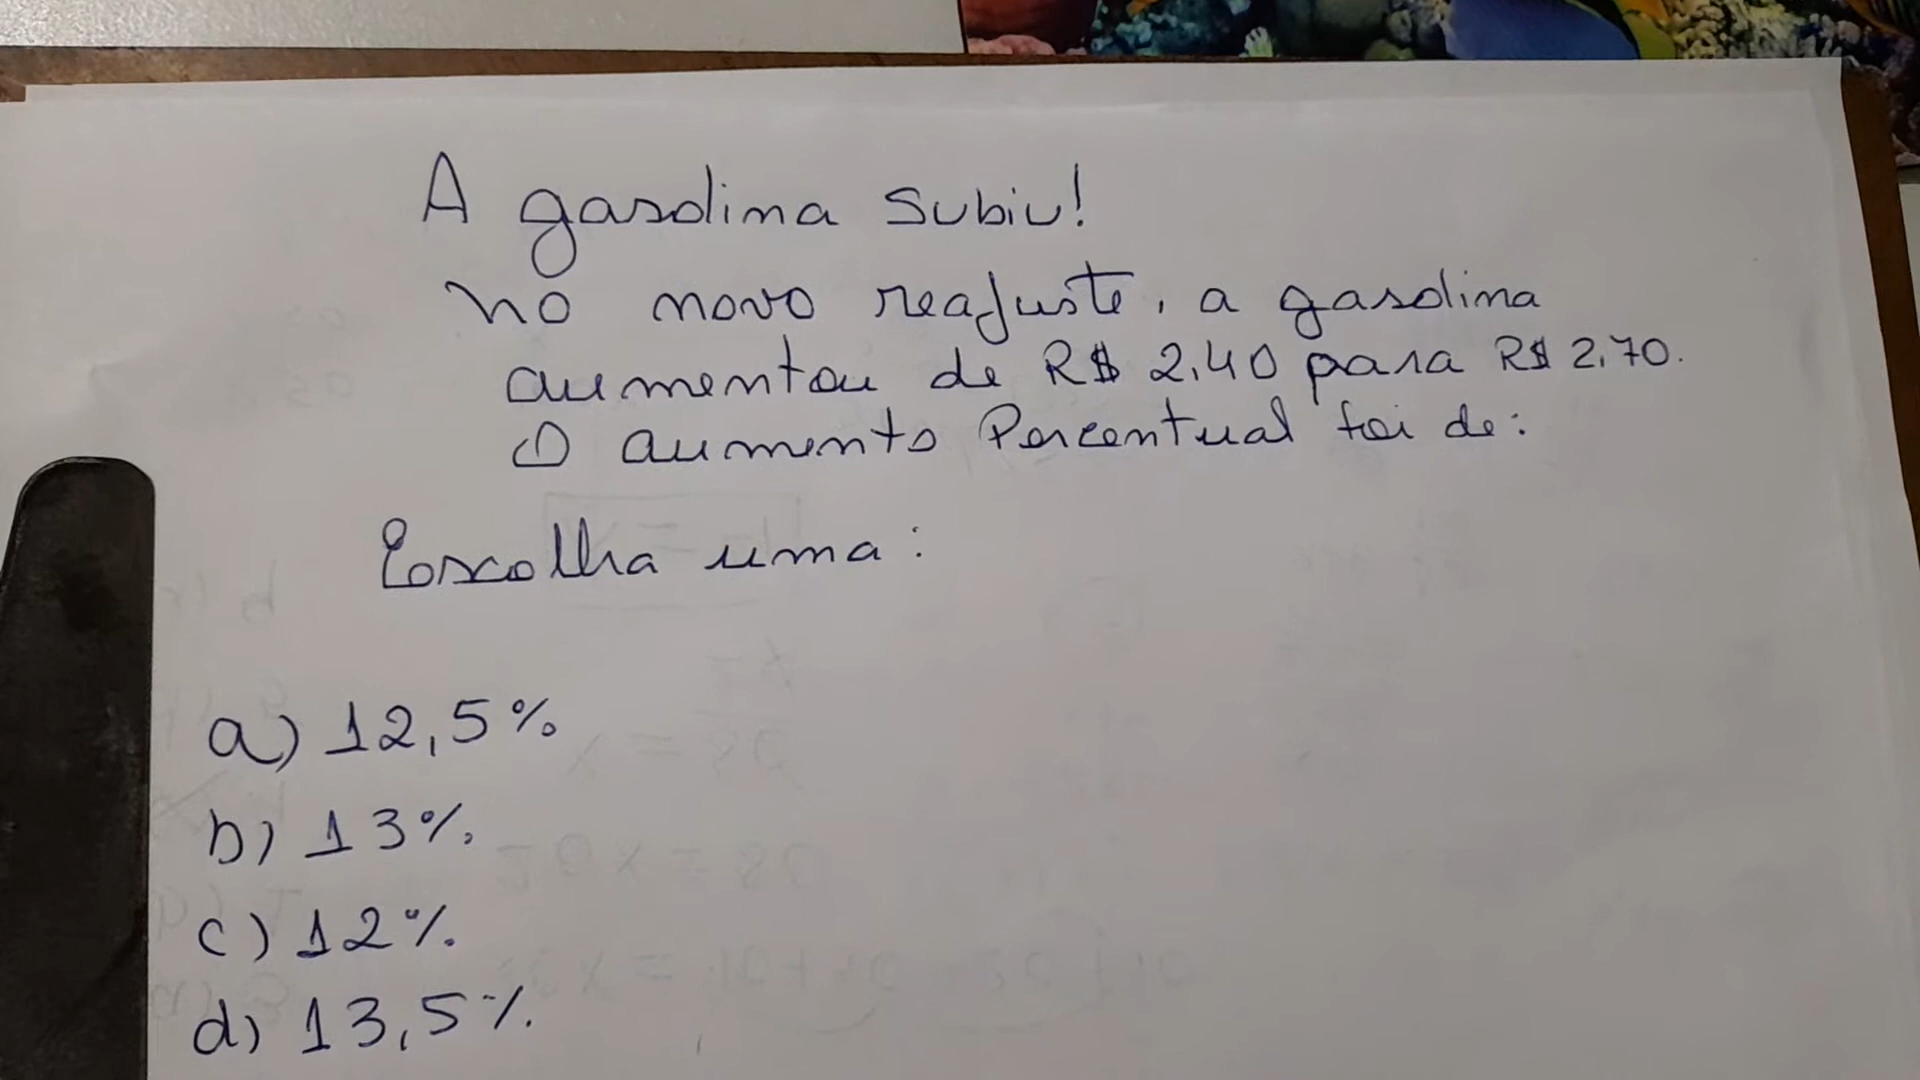 A gasolina subiu!
No novo reajuste, a gasolina
aumentou de R$ 2,40 para R$ 2,70.
O aumento Percentual foi de:
Escolha uma:
a) 12,5%
b) 13%
c) 12%
d) 13,5%